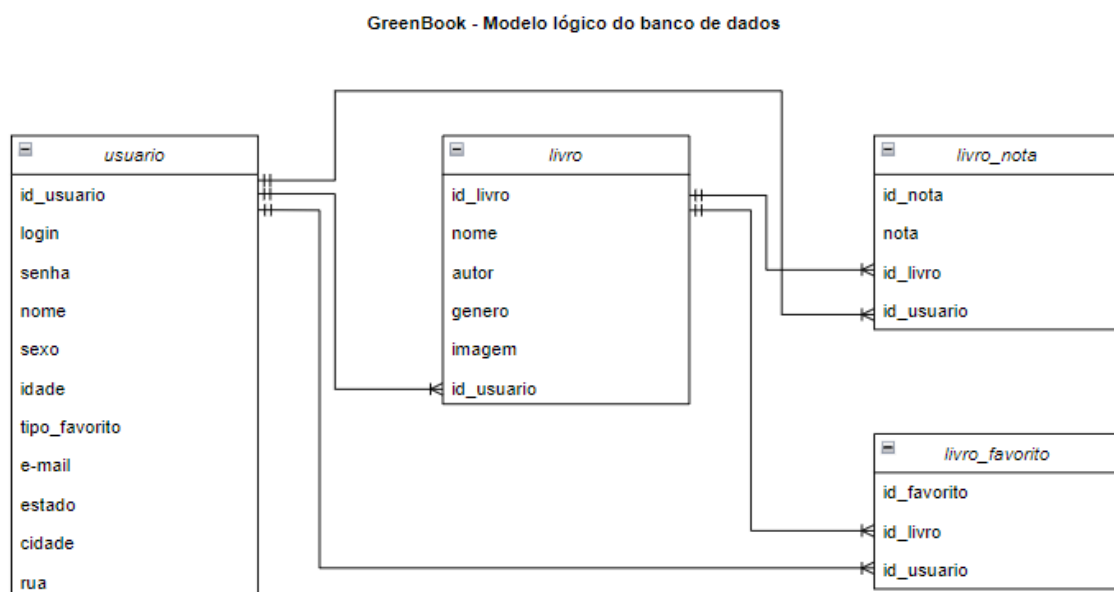 GreenBook - Modelo lógico do banco de dados
usuario
id_usuario
login
senha
nome
sexo
idade
tipo_favorito
e-mail
estado
cidade
rua
livro
id_livro
nome
autor
genero
imagem
id_usuario
livro_nota
id_nota
nota
id_livro
id_usuario
livro_favorito
id_favorito
id_livro
id_usuario